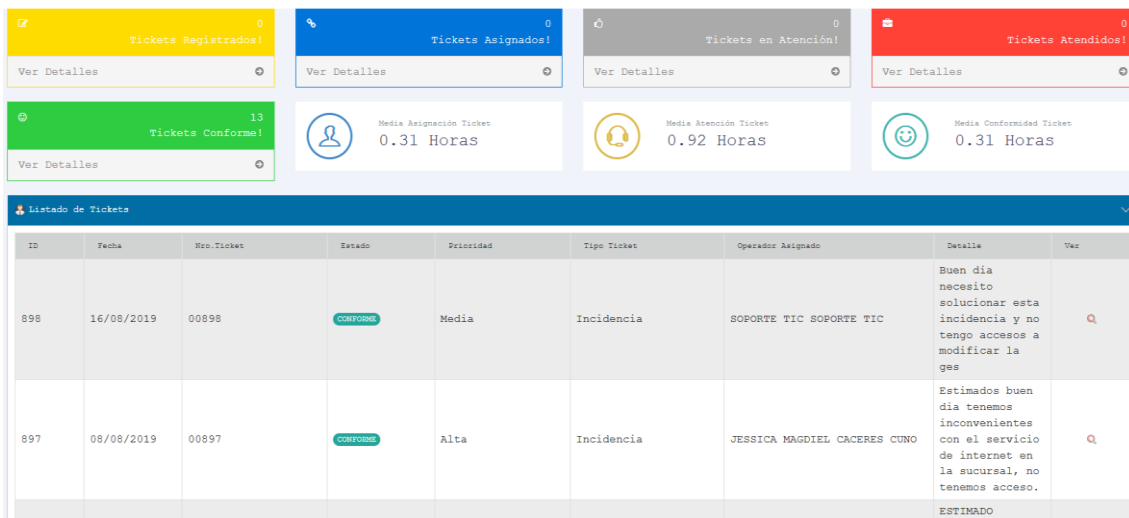 0
Tickets Registrados!
Ver Detalles
0
Tickets Asignados!
Ver Detalles
0
Tickets en Atención!
Ver Detalles
0
Tickets Atendidos!
Ver Detalles
13
Tickets Conforme!
Ver Detalles
Media Asignación Ticket
0.31 Horas
Media Atención Ticket
0.92 Horas
Media Conformidad Ticket
0.31 Horas
Listado de Tickets
ID Fecha Nro.Ticket Estado Prioridad Tipo Ticket Operador Asignado Detalle Ver
898 16/08/2019 00898 CONFORME Media Incidencia SOPORTE TIC SOPORTE TIC
Buen día
necesito
solucionar esta
incidencia y no
tengo accesos a
modificar la
ges
897 08/08/2019 00897 CONFORME Alta Incidencia JESSICA MAGDIEL CACERES CUNO
Estimados buen
dia tenemos
inconvenientes
con el servicio
de internet en
la sucursal, no
tenemos acceso.
ESTIMADO